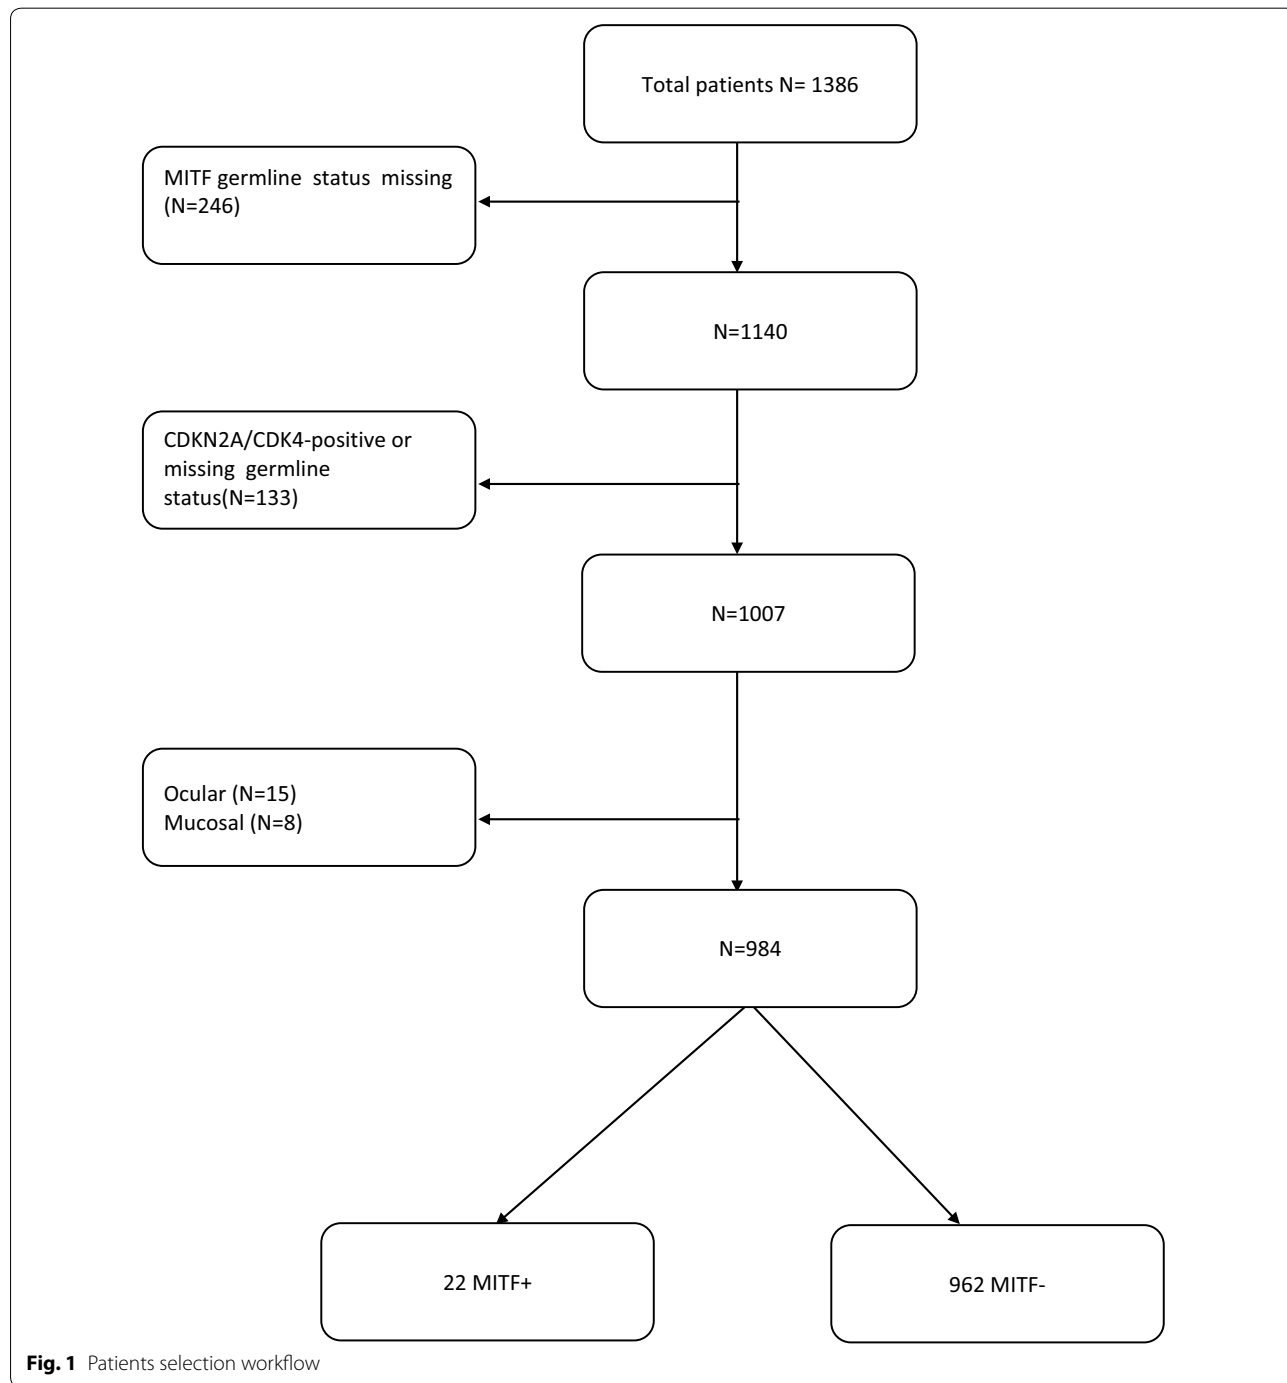 Total patients N= 1386
MITF germline status missing
(N=246)
N=1140
CDKN2A/CDK4-positive or
missing germline
status(N=133)
N=1007
Ocular (N=15)
Mucosal (N=8)
N=984
22 MITF+
962 MITF-
Fig. 1 Patients selection workflow